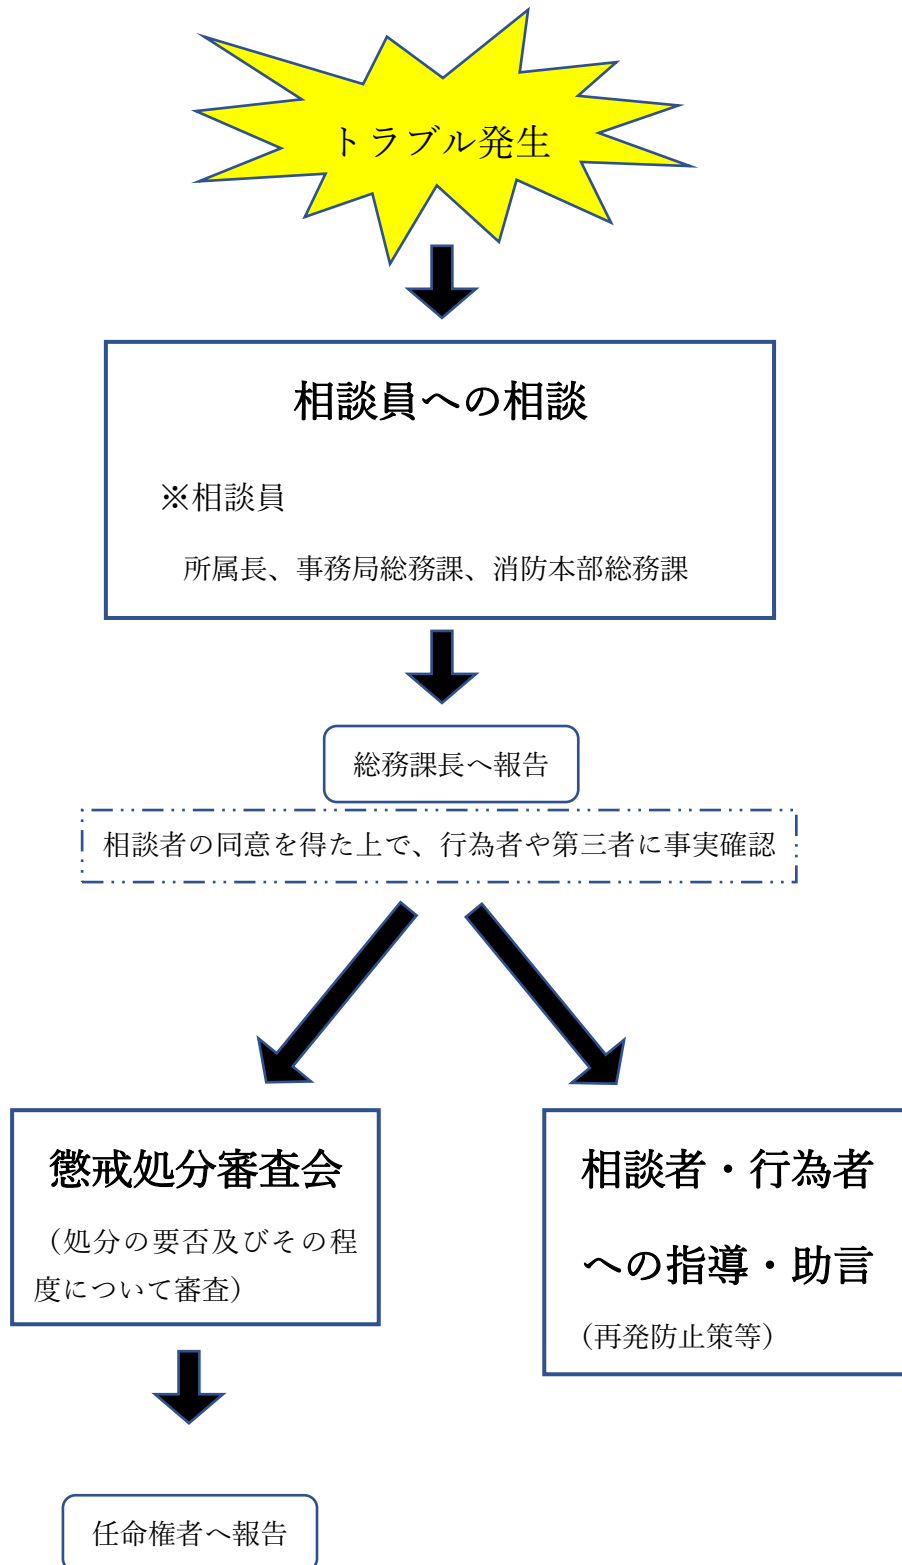 トラブル発生
相談員への相談
※相談員
所属長、事務局総務課、消防本部総務課
総務課長へ報告
相談者の同意を得た上で、行為者や第三者に事実確認
懲戒処分審査会
（処分の要否及びその程
度について審査）
相談者・行為者
への指導・助言
（再発防止策等）
任命権者へ報告